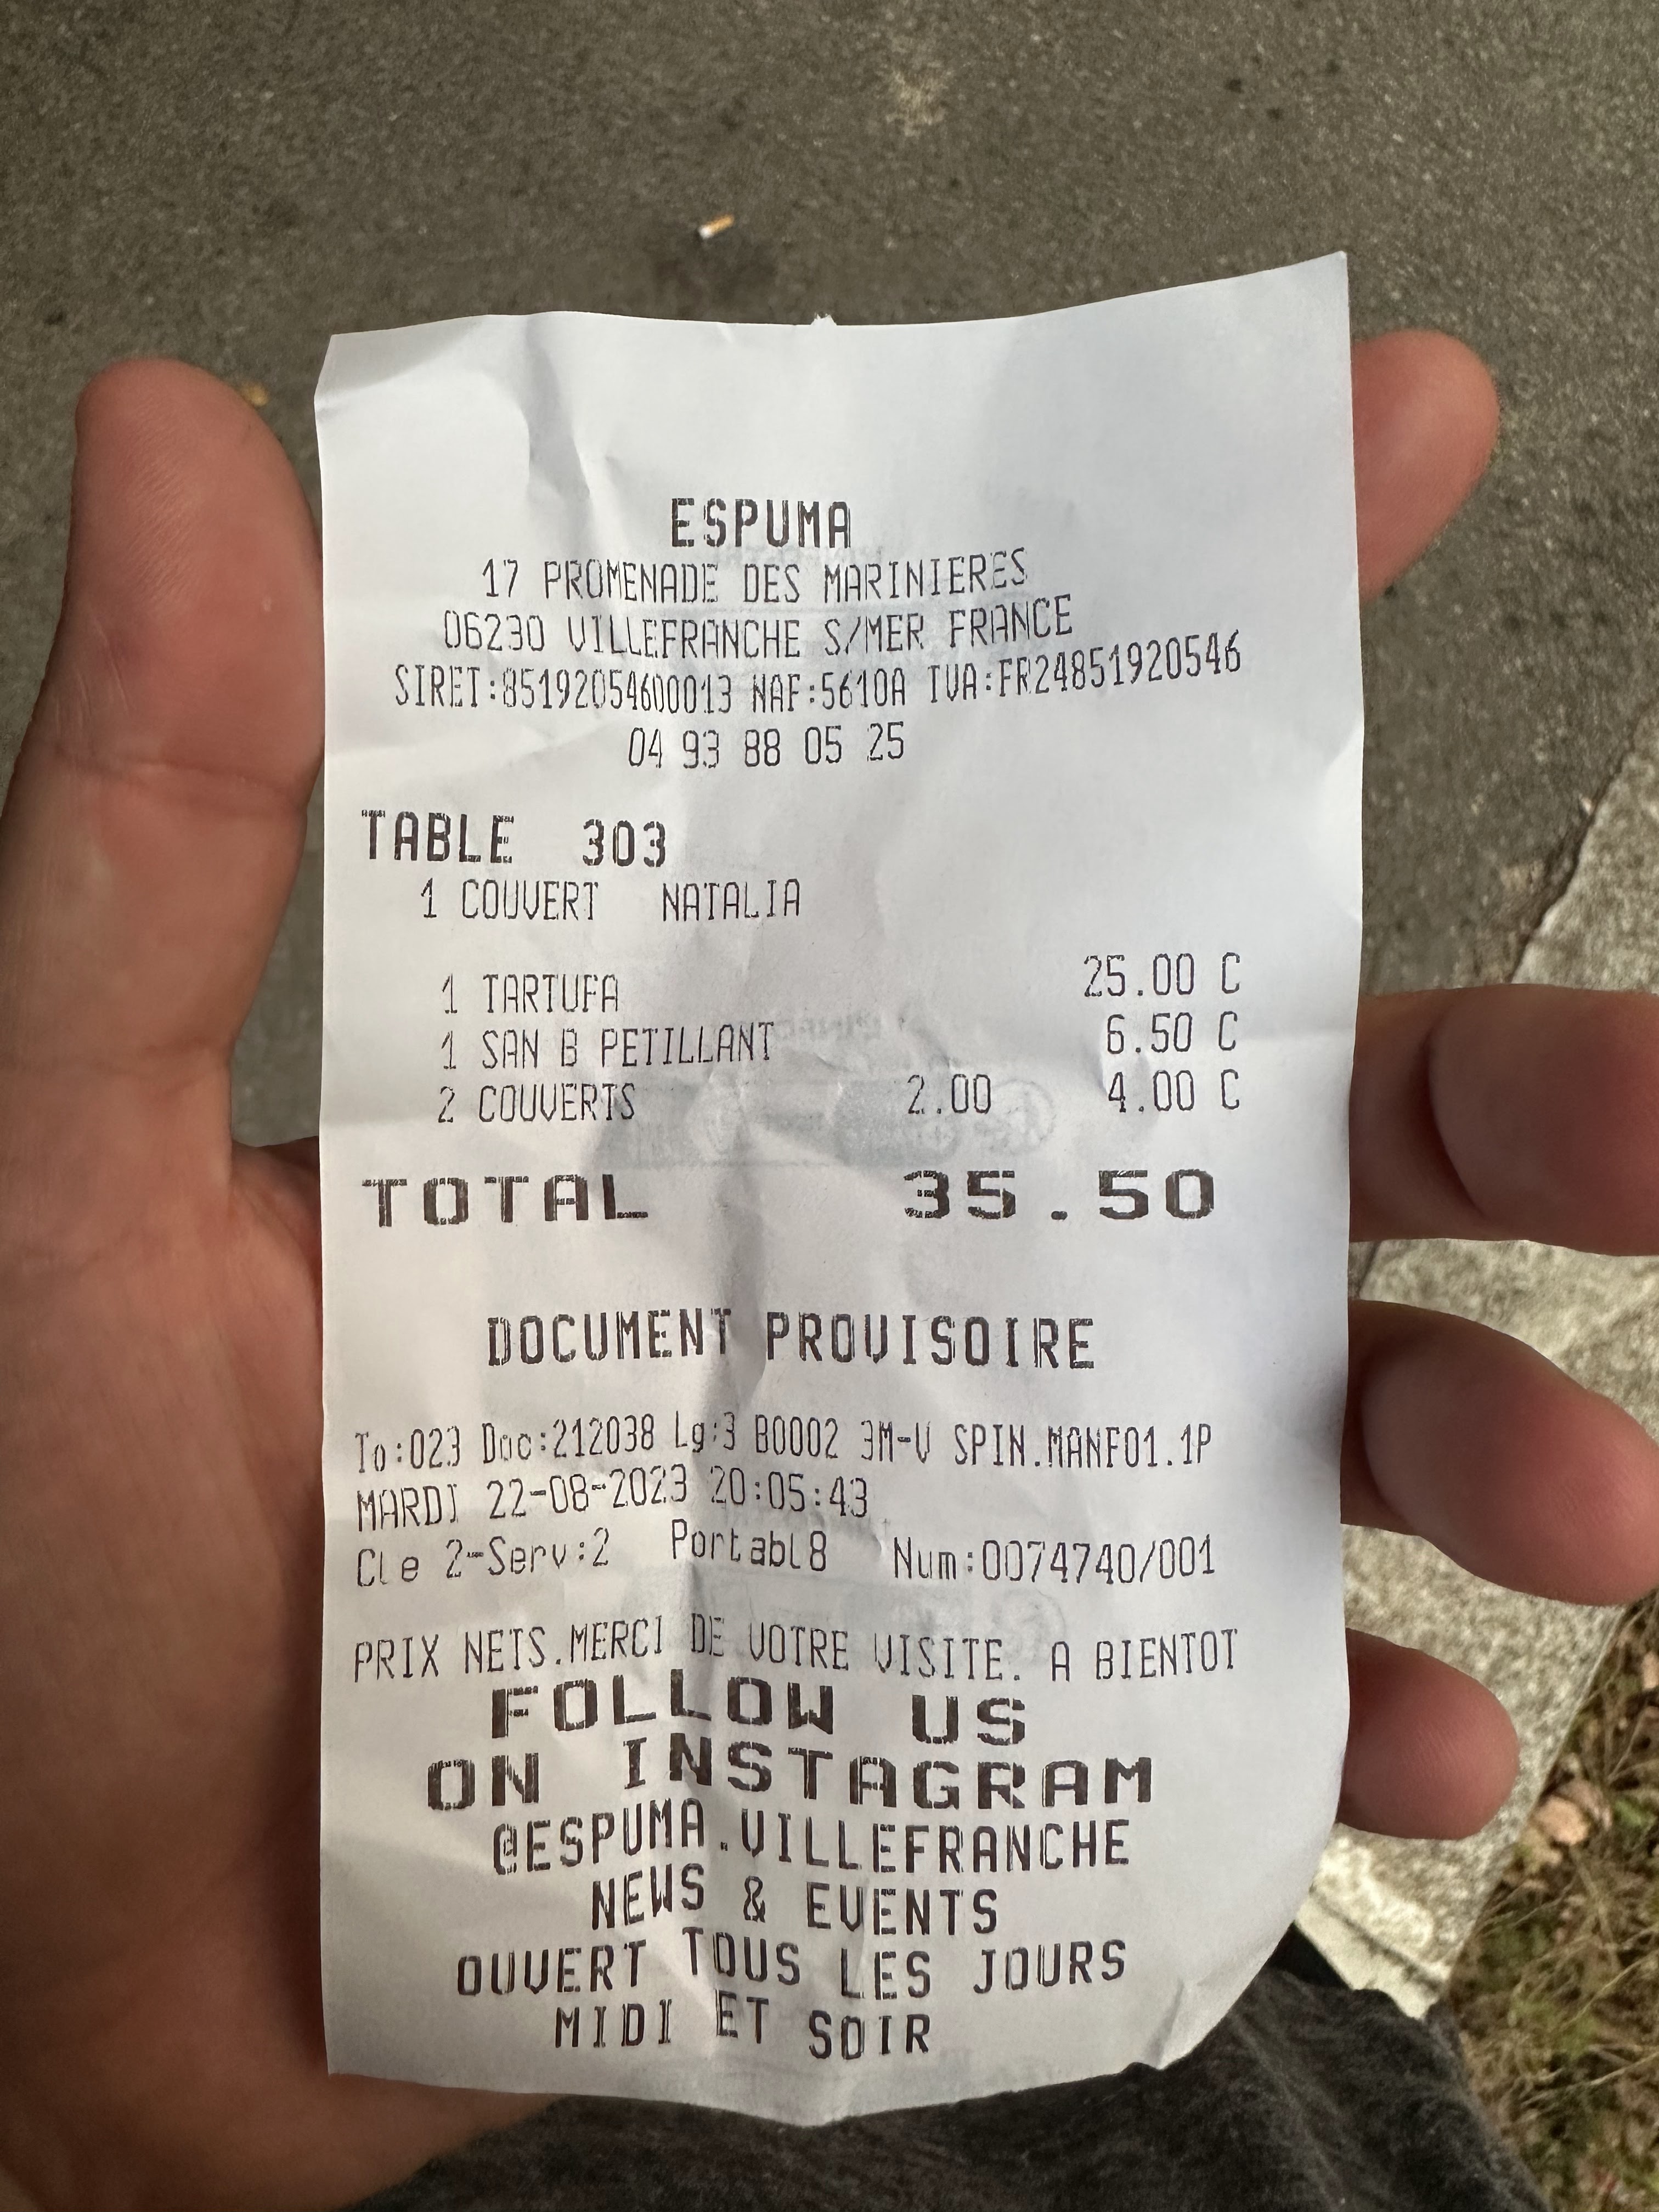 ESPUMA
17 PROMENADE DES MARINIERES
06230 VILLEFRANCHE S/MER FRANCE
SIRET:85192054600013 NAF:5610A IVA:FR24851920546
04 93 88 05 25
TABLE 303
1 COUVERT NATALIA
1 TARTUFA 25.00 C
1 SAN B PETILLANT 6.50 C
2 COUVERTS 2.00 4.00 C
TOTAL 35.50
DOCUMENT PROVISOIRE
To:023 Doc:212038 Lg:3 B0002 3M-V SPIN.MANF01.1P
MARDI 22-08-2023 20:05:43
Cle 2-Serv:2 Portabl8 Num:0074740/001
PRIX NETS.MERCI DE VOTRE VISITE. A BIENTOT
FOLLOW US
ON INSTAGRAM
@ESPUMA.VILLEFRANCHE
NEWS & EVENTS
OUVERT TOUS LES JOURS
MIDI ET SOIR